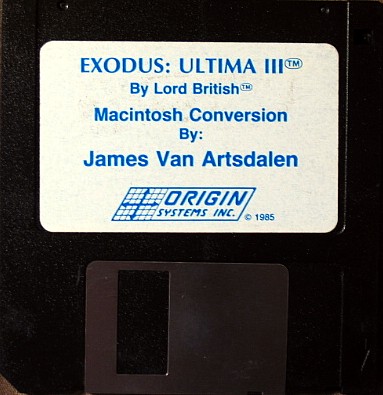 EXODUS: ULTIMA III™
By Lord British™
Macintosh Conversion
By:
James Van Artsdalen
ORIGIN
SYSTEMS INC.
© 1985